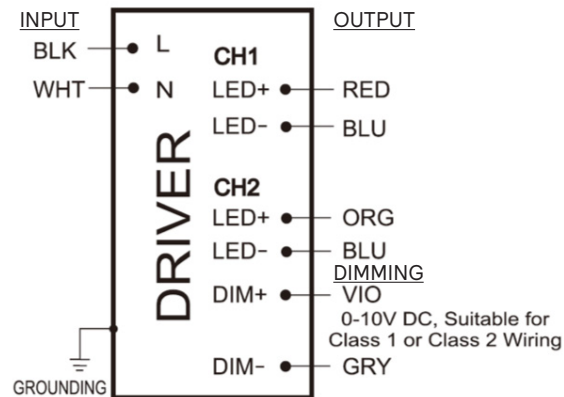 INPUT
OUTPUT
BLK L CH1
WHT N LED+ RED
LED- BLU
DRIVER
CH2
LED+ ORG
LED- BLU
DIMMING
DIM+ VIO
0-10V DC, Suitable for
Class 1 or Class 2 Wiring
DIM- GRY
GROUNDING